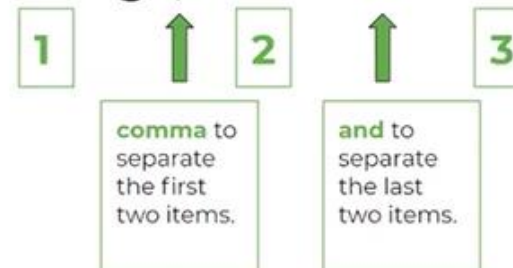 1
2
3
comma to
separate
the first
two items.
and to
separate
the last
two items.